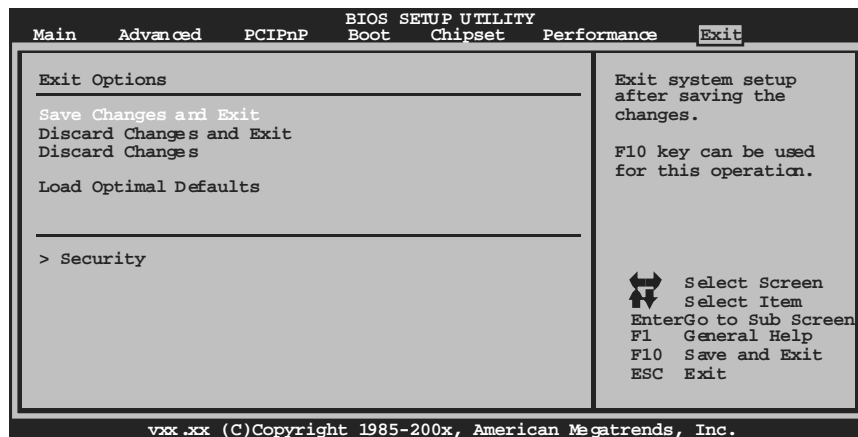 BIOS SETUP UTILITY
Main Advanced PCIPnP Boot Chipset Performance Exit
Exit Options
Save Changes and Exit
Discard Changes and Exit
Discard Changes
Load Optimal Defaults
> Security
Exit system setup
after saving the
changes.
F10 key can be used
for this operation.
Select Screen
Select Item
EnterGo to Sub Screen
F1 General Help
F10 Save and Exit
ESC Exit
vxx.xx (C)Copyright 1985-200x, American Megatrends, Inc.